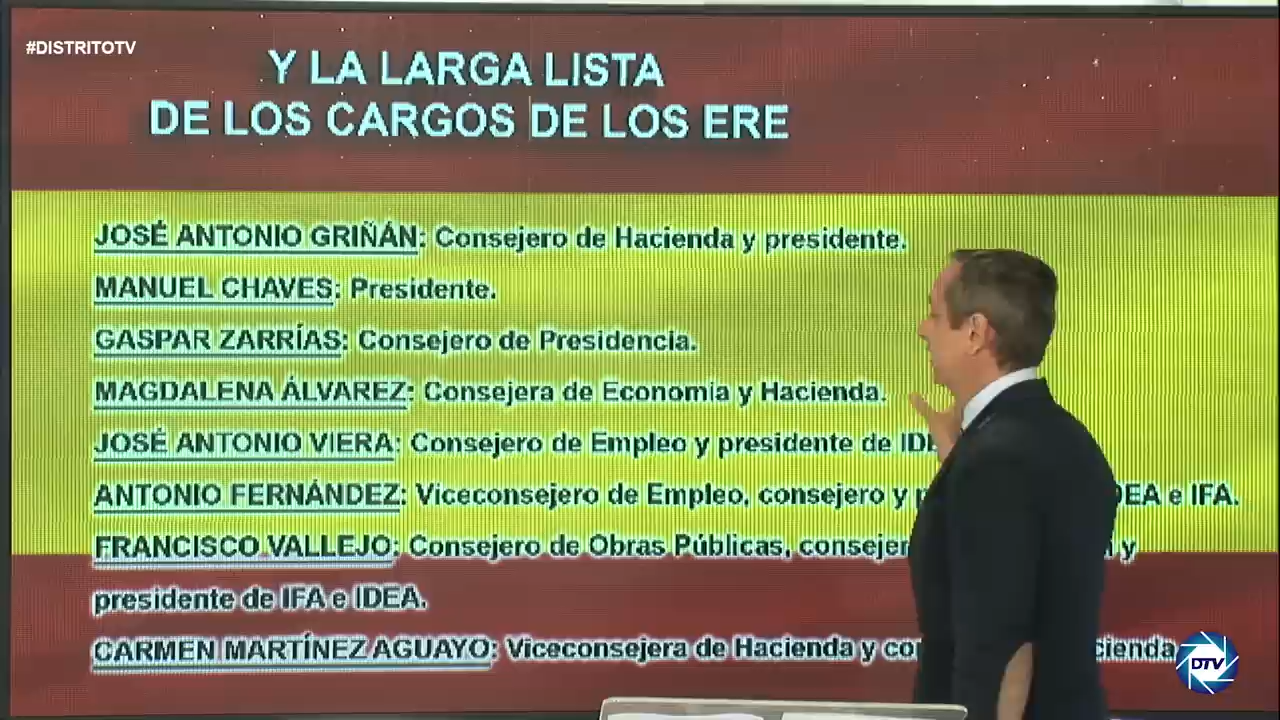 #DISTRITOTV
Y LA LARGA LISTA
DE LOS CARGOS DE LOS ERE
JOSÉ ANTONIO GRIÑÁN: Consejero de Hacienda y presidente.
MANUEL CHAVES: Presidente.
GASPAR ZARRÍAS: Consejero de Presidencia.
MAGDALENA ÁLVAREZ: Consejera de Economía y Hacienda.
JOSÉ ANTONIO VIERA: Consejero de Empleo y presidente de
ANTONIO FERNÁNDEZ: Viceconsejero de Empleo, consejero y e IFA.
FRANCISCO VALLEJO: Consejero de Obras Públicas, y
presidente de IFA e IDEA.
CARMEN MARTÍNEZ AGUAYO: Viceconsejera de Hacienda y
DTV